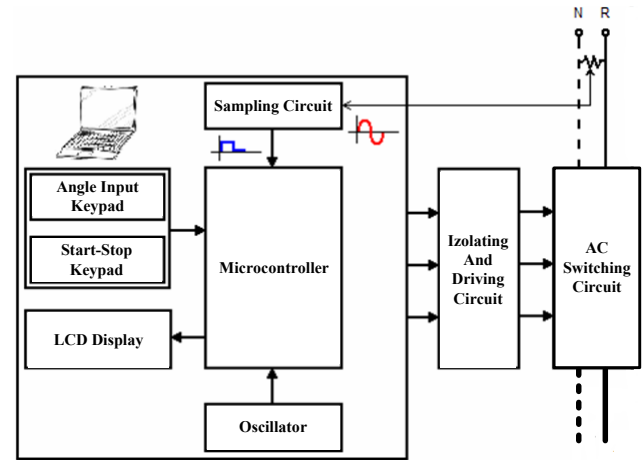 N R
Sampling Circuit
Angle Input
Keypad
Start-Stop
Keypad
Microcontroller
LCD Display
Oscillator
Izolating
And
Driving
Circuit
AC
Switching
Circuit